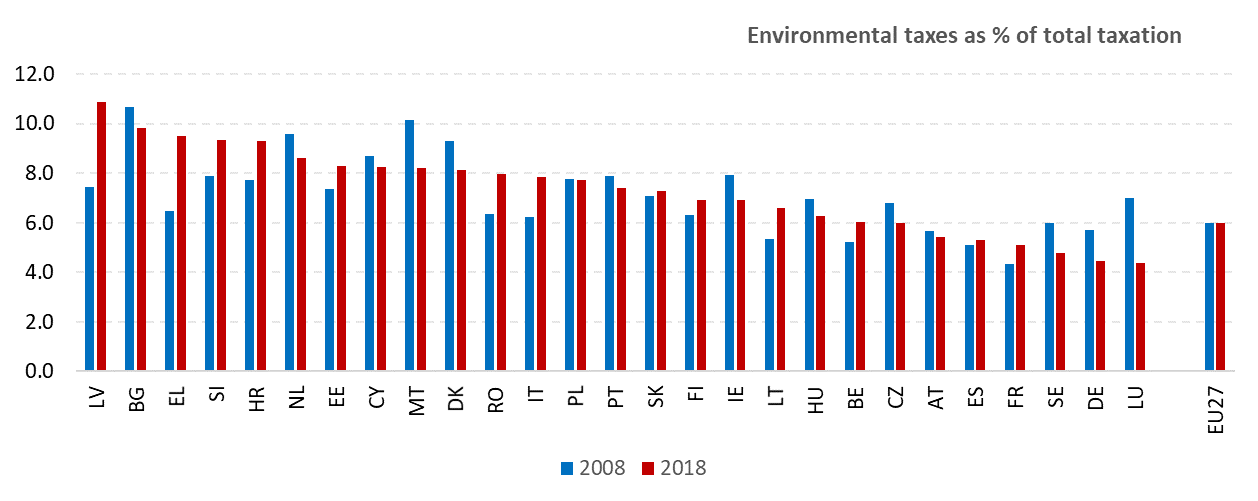 Environmental taxes as % of total taxation
12.0
10.0
8.0
6.0
4.0
2.0
0.0
LV
BG
EL
SI
HR
NL
EE
CY
MT
DK
RO
IT
PL
PT
SK
FI
IE
LT
HU
BE
CZ
AT
ES
FR
SE
DE
LU
EU27
2008 2018